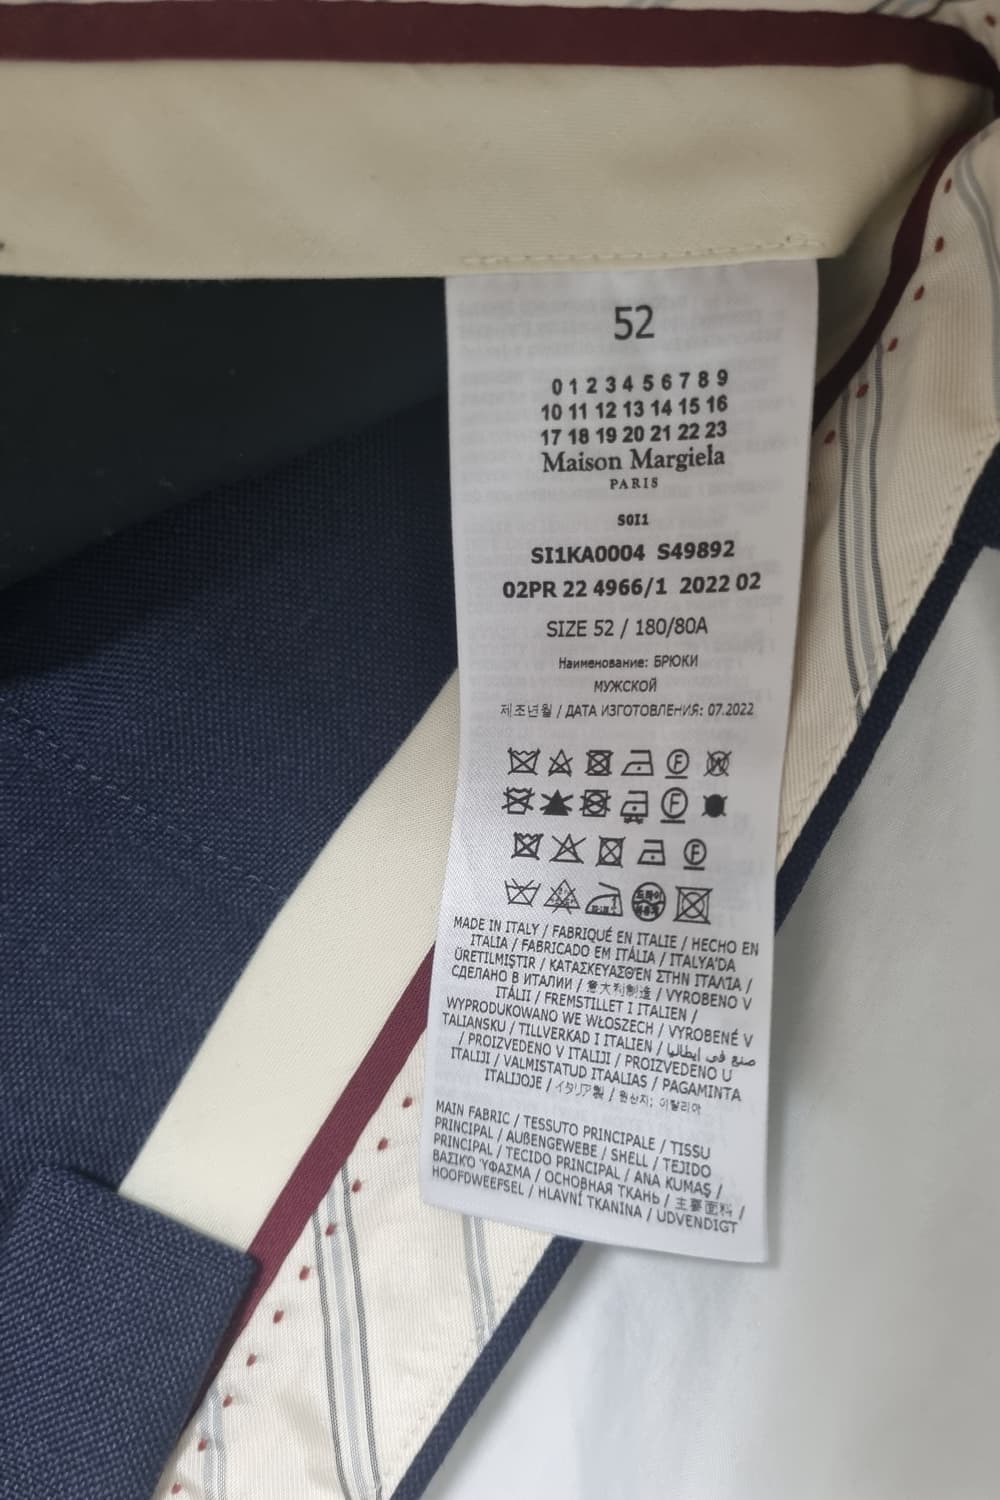 52
0 1 2 3 4 5 6 7 8 9
10 11 12 13 14 15 16
17 18 19 20 21 22 23
Maison Margiela
PARIS
S0I1
SI1KA0004 S49892
02PR 22 4966/1 2022 02
SIZE 52 / 180/80A
Наименование: БРЮКИ
МУЖСКОЙ
제조년월 / ДАТА ИЗГОТОВЛЕНИЯ: 07.2022
MADE IN ITALY / FABRIQUÉ EN ITALIE / HECHO EN
ITALIA / FABRICADO EM ITÁLIA / ITALYA'DA
ÜRETILMIŞTIR / ΚΑΤΑΣΚΕΥΑΣΘΈΝ ΣΤΗΝ ΙΤΑΛΊΑ /
СДЕЛАНО В ИТАЛИИ / 意大利制造 / VYROBENO V
ITÁLII / FREMSTILLET I ITALIEN /
WYPRODUKOWANO WE WŁOSZECH / VYROBENÉ V
TALIANSKU / TILLVERKAD I ITALIEN / صنع في إيطاليا
/ PROIZVEDENO V ITALIJI / PROIZVEDENO U
ITALIJI / VALMISTATUD ITAALIAS / PAGAMINTA
ITALIJOJE / イタリア製 / 원산지: 이탈리아
MAIN FABRIC / TESSUTO PRINCIPALE / TISSU
PRINCIPAL / AUßENGEWEBE / SHELL / TEJIDO
PRINCIPAL / TECIDO PRINCIPAL / ANA KUMAŞ /
ΒΑΣΙΚΌ ΎΦΑΣΜΑ / ОСНОВНАЯ ТКАНЬ / 主要面料 /
HOOFDWEEFSEL / HLAVNÍ TKANINA / UDVENDIGT